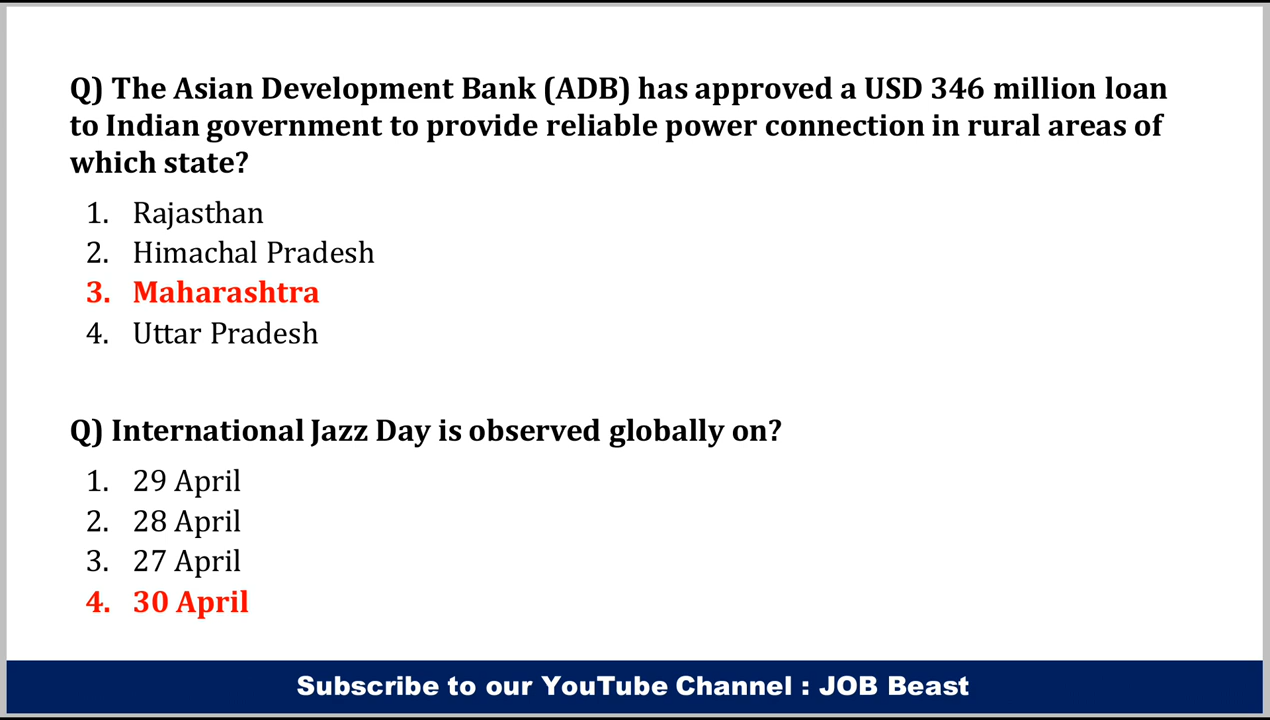 Q) The Asian Development Bank (ADB) has approved a USD 346 million loan
to Indian government to provide reliable power connection in rural areas of
which state?
1. Rajasthan
2. Himachal Pradesh
3. Maharashtra
4. Uttar Pradesh
Q) International Jazz Day is observed globally on?
1. 29 April
2. 28 April
3. 27 April
4. 30 April
Subscribe to our YouTube Channel : JOB Beast